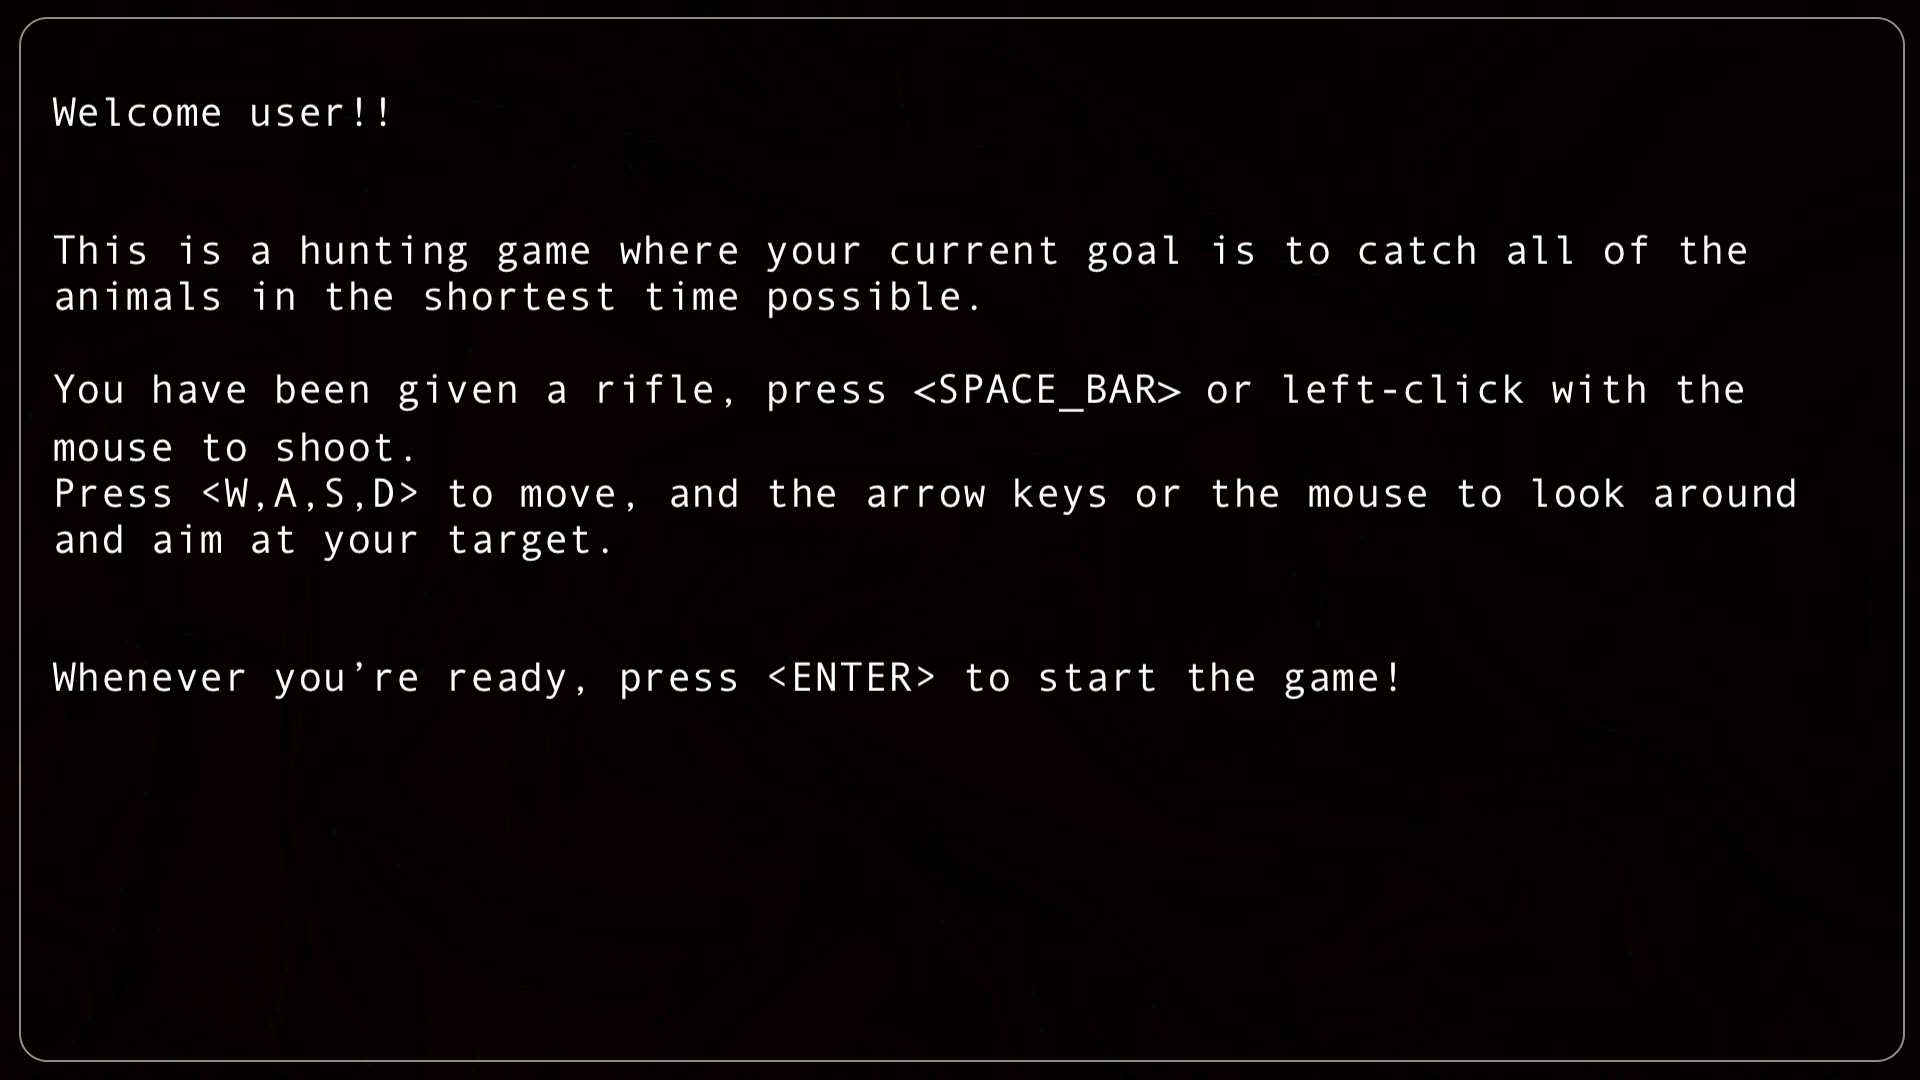 Welcome user!!
This is a hunting game where your current goal is to catch all of the
animals in the shortest time possible.
You have been given a rifle, press <SPACE_BAR> or left-click with the
mouse to shoot.
Press <W,A,S,D> to move, and the arrow keys or the mouse to look around
and aim at your target.
Whenever you’re ready, press <ENTER> to start the game!